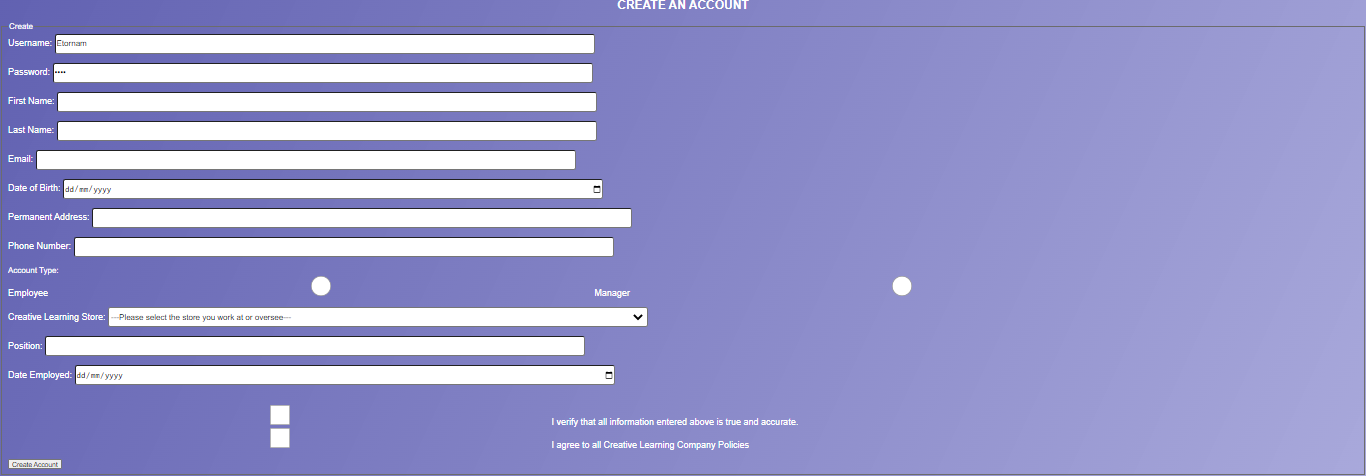 CREATE AN ACCOUNT
Create
Username: Etornam
Password: ••••
First Name:
Last Name:
Email:
Date of Birth: dd/mm/yyyy
Permanent Address:
Phone Number:
Account Type:
Employee Manager
Creative Learning Store: ---Please select the store you work at or oversee---
Position:
Date Employed: dd/mm/yyyy
I verify that all information entered above is true and accurate.
I agree to all Creative Learning Company Policies
Create Account